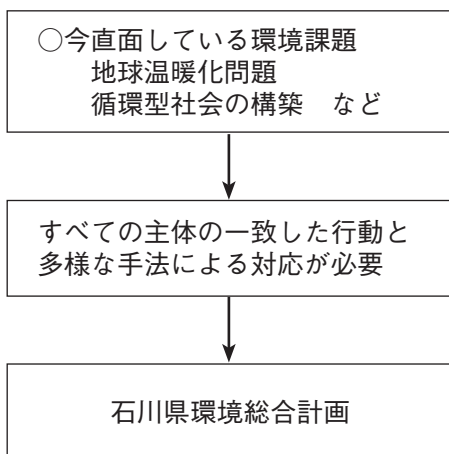 ○今直面している環境課題
地球温暖化問題
循環型社会の構築　など
すべての主体の一致した行動と
多様な手法による対応が必要
石川県環境総合計画